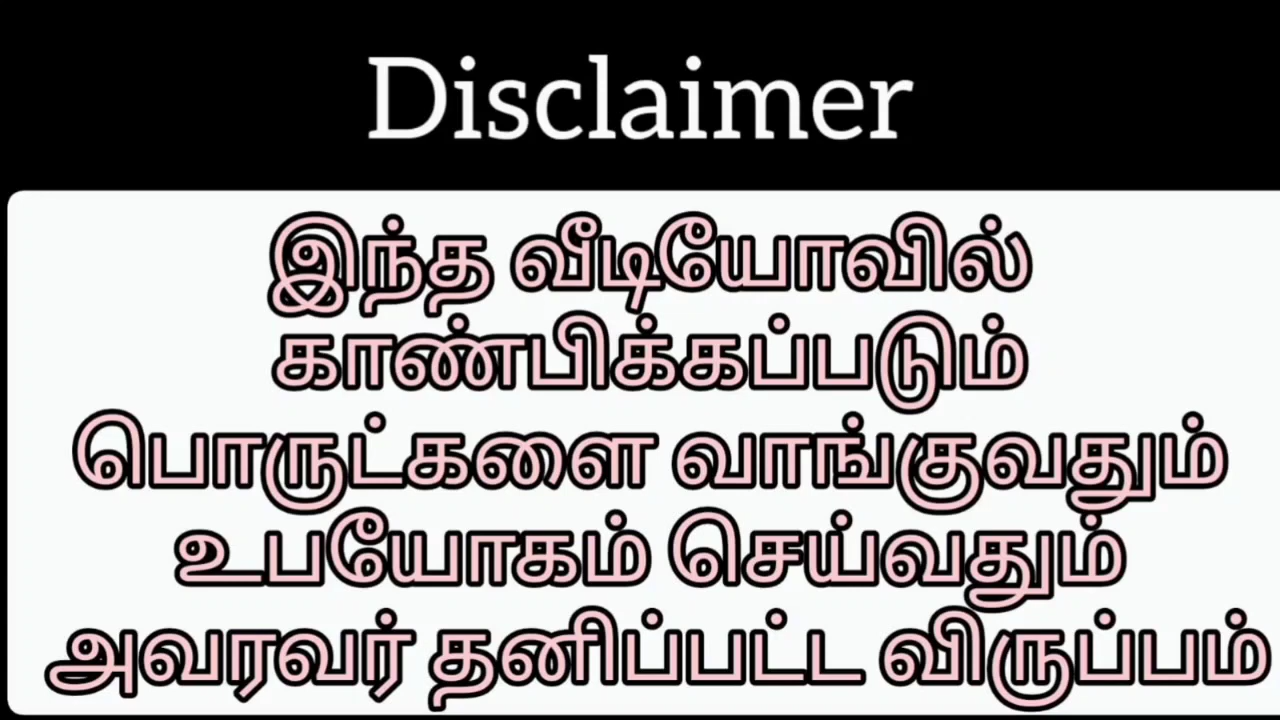 Disclaimer
இந்த வீடியோவில்
காண்பிக்கப்படும்
பொருட்களை வாங்குவதும்
உபயோகம் செய்வதும்
அவரவர் தனிப்பட்ட விருப்பம்